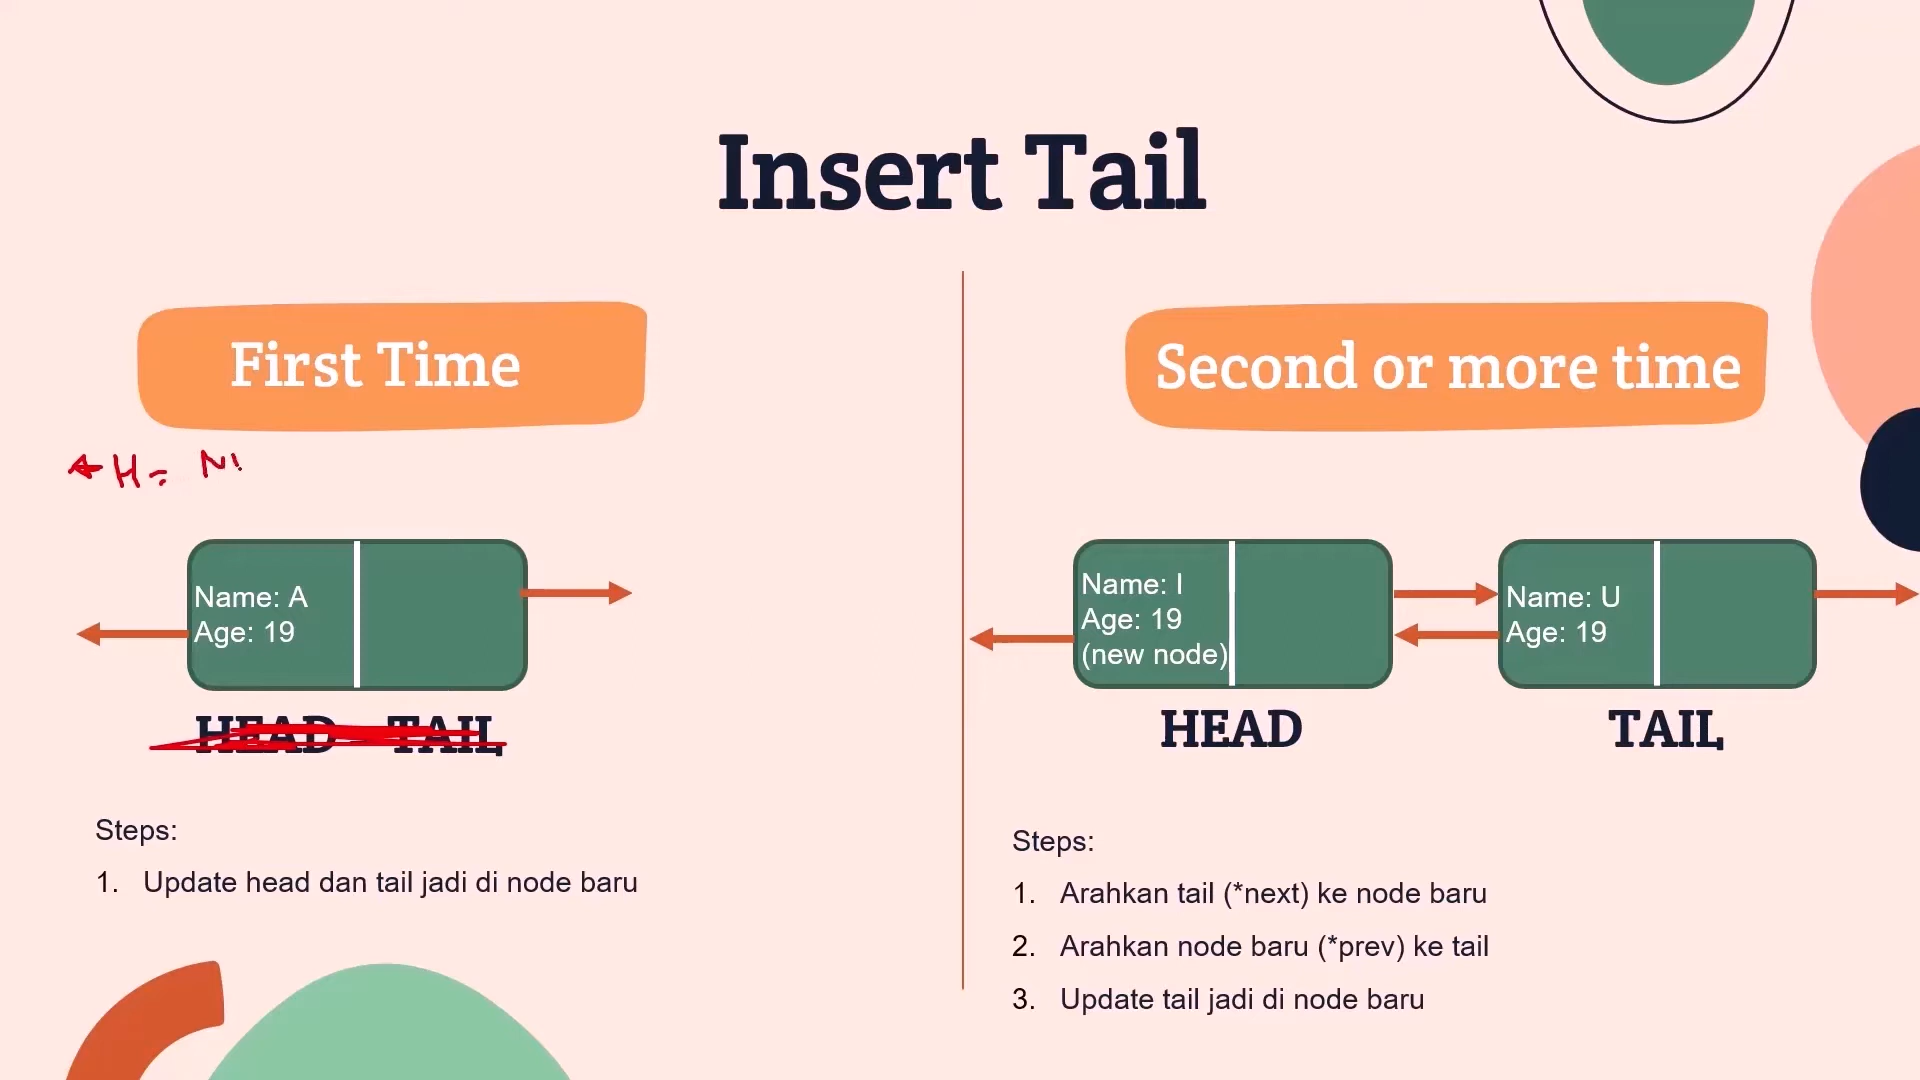 Insert Tail
First Time
H = N
Name: A
Age: 19
HEAD TAIL
Steps:
1. Update head dan tail jadi di node baru
Second or more time
Name: I
Age: 19
(new node)
Name: U
Age: 19
HEAD
TAIL
Steps:
1. Arahkan tail (*next) ke node baru
2. Arahkan node baru (*prev) ke tail
3. Update tail jadi di node baru